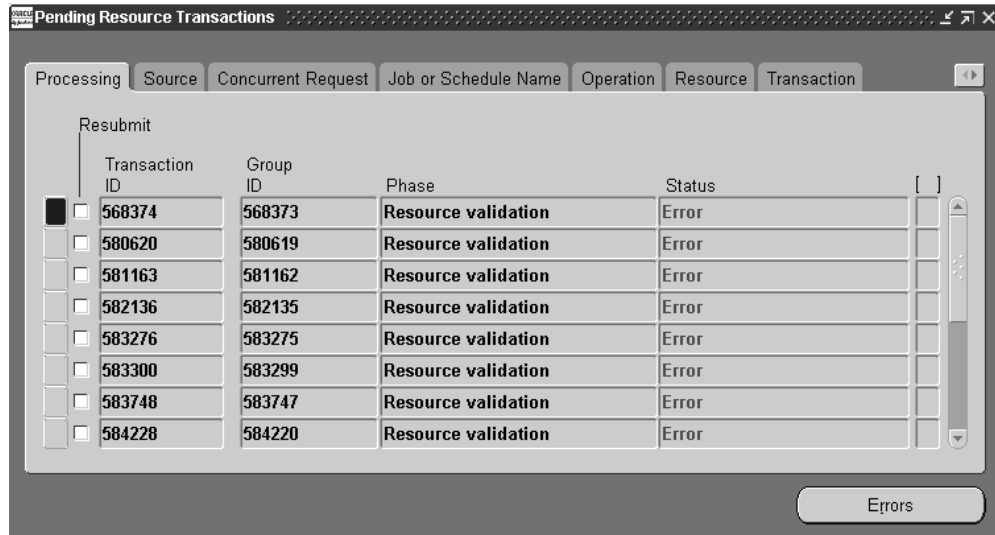 Pending Resource Transactions
Processing Source Concurrent Request Job or Schedule Name Operation Resource Transaction
Resubmit
Transaction Group
ID ID Phase Status [ ]
568374 568373 Resource validation Error
580620 580619 Resource validation Error
581163 581162 Resource validation Error
582136 582135 Resource validation Error
583276 583275 Resource validation Error
583300 583299 Resource validation Error
583748 583747 Resource validation Error
584228 584220 Resource validation Error
Errors